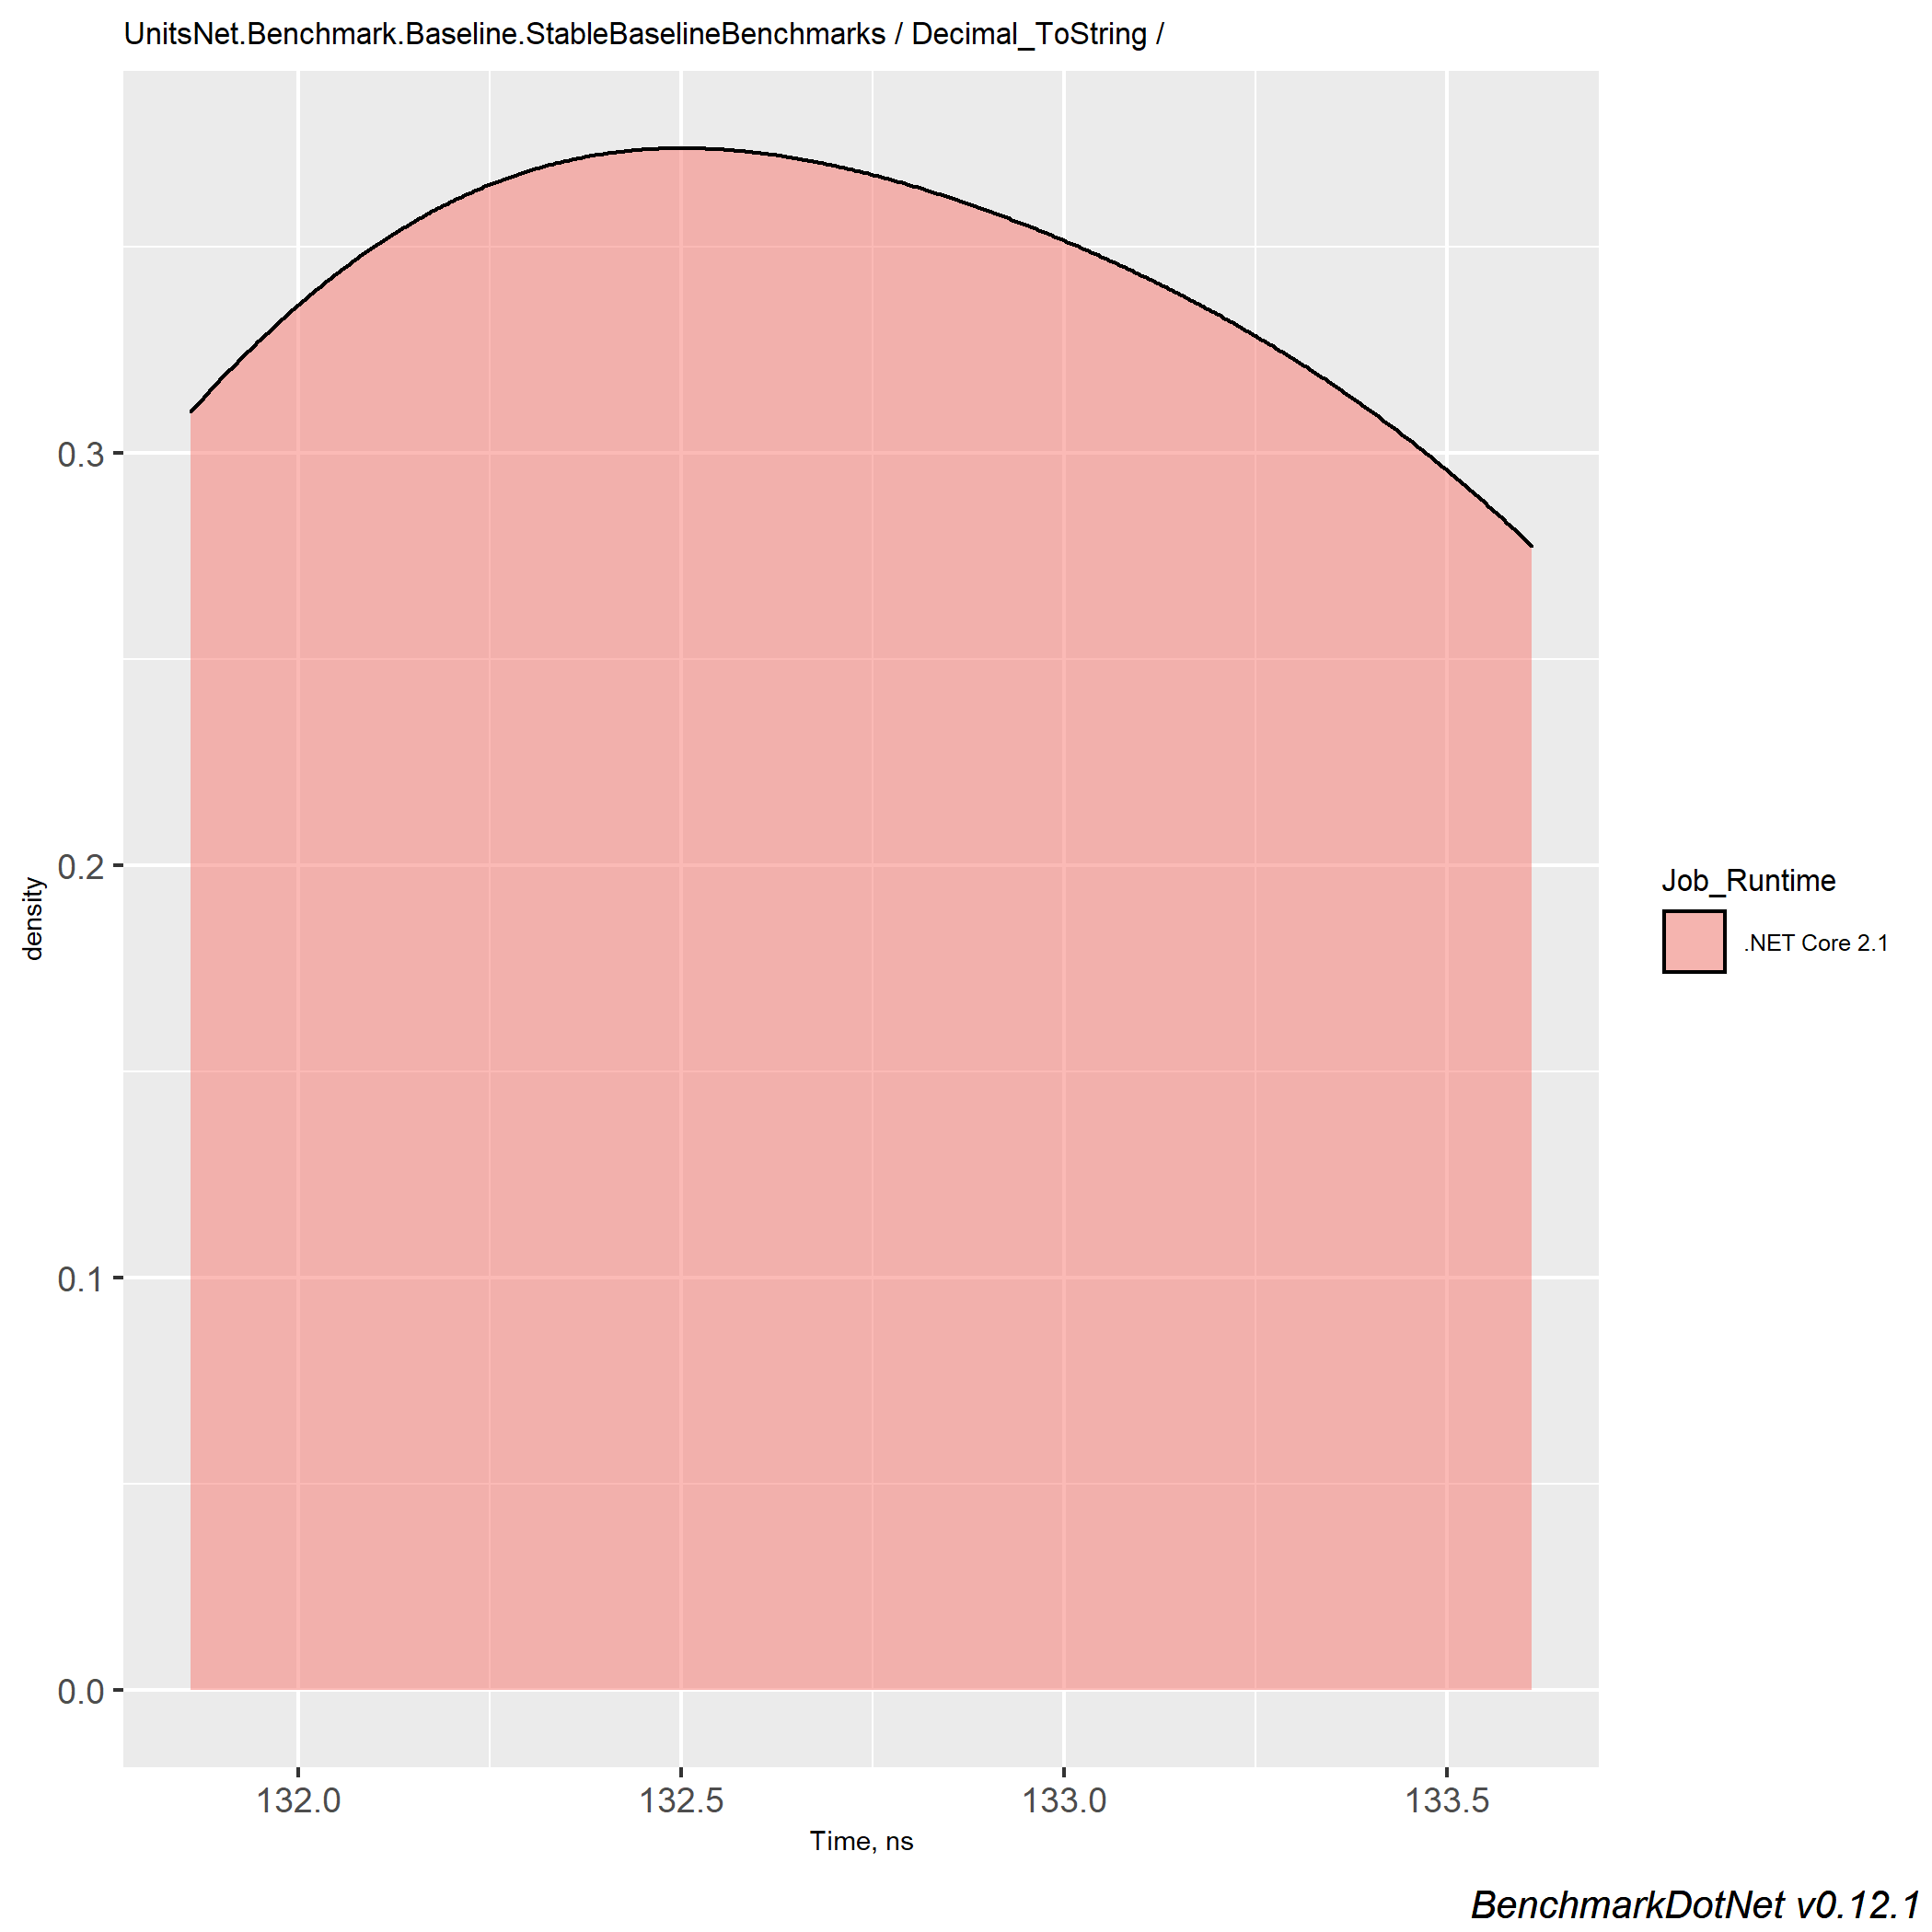 UnitsNet.Benchmark.Baseline.StableBaselineBenchmarks / Decimal_ToString /
0.3
0.2
0.1
0.0
density
132.0 132.5 133.0 133.5
Time, ns
Job_Runtime
.NET Core 2.1
BenchmarkDotNet v0.12.1